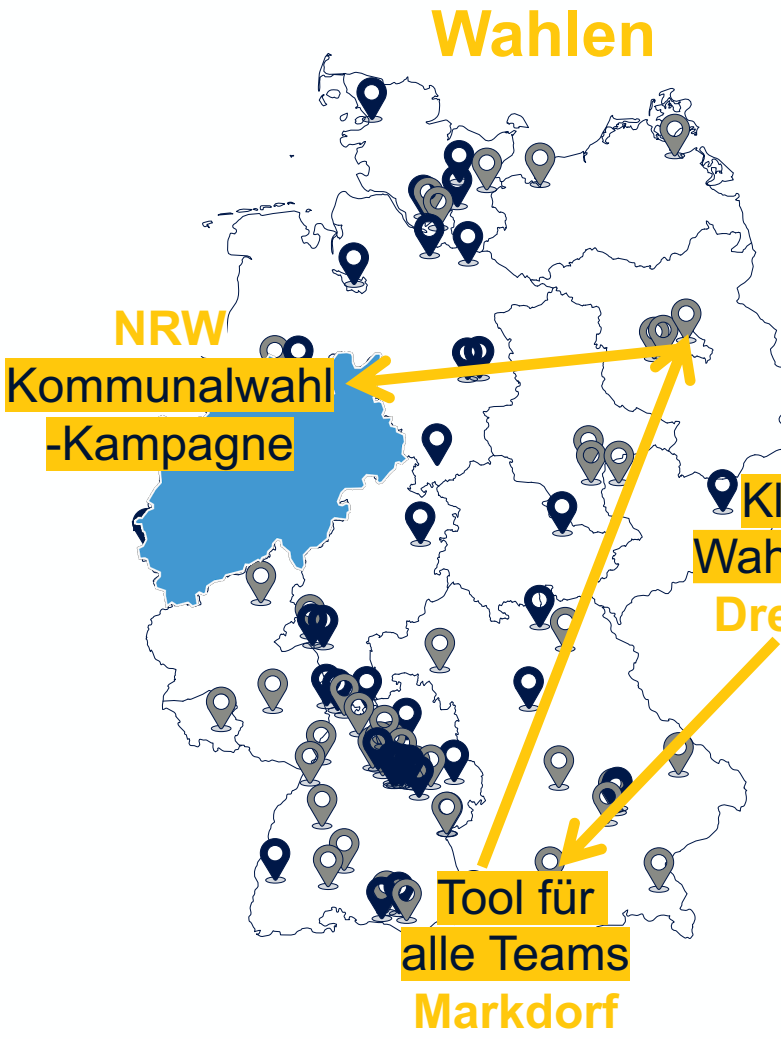 Wahlen
NRW
Kommunalwahl
-Kampagne
Tool für
alle Teams
Markdorf